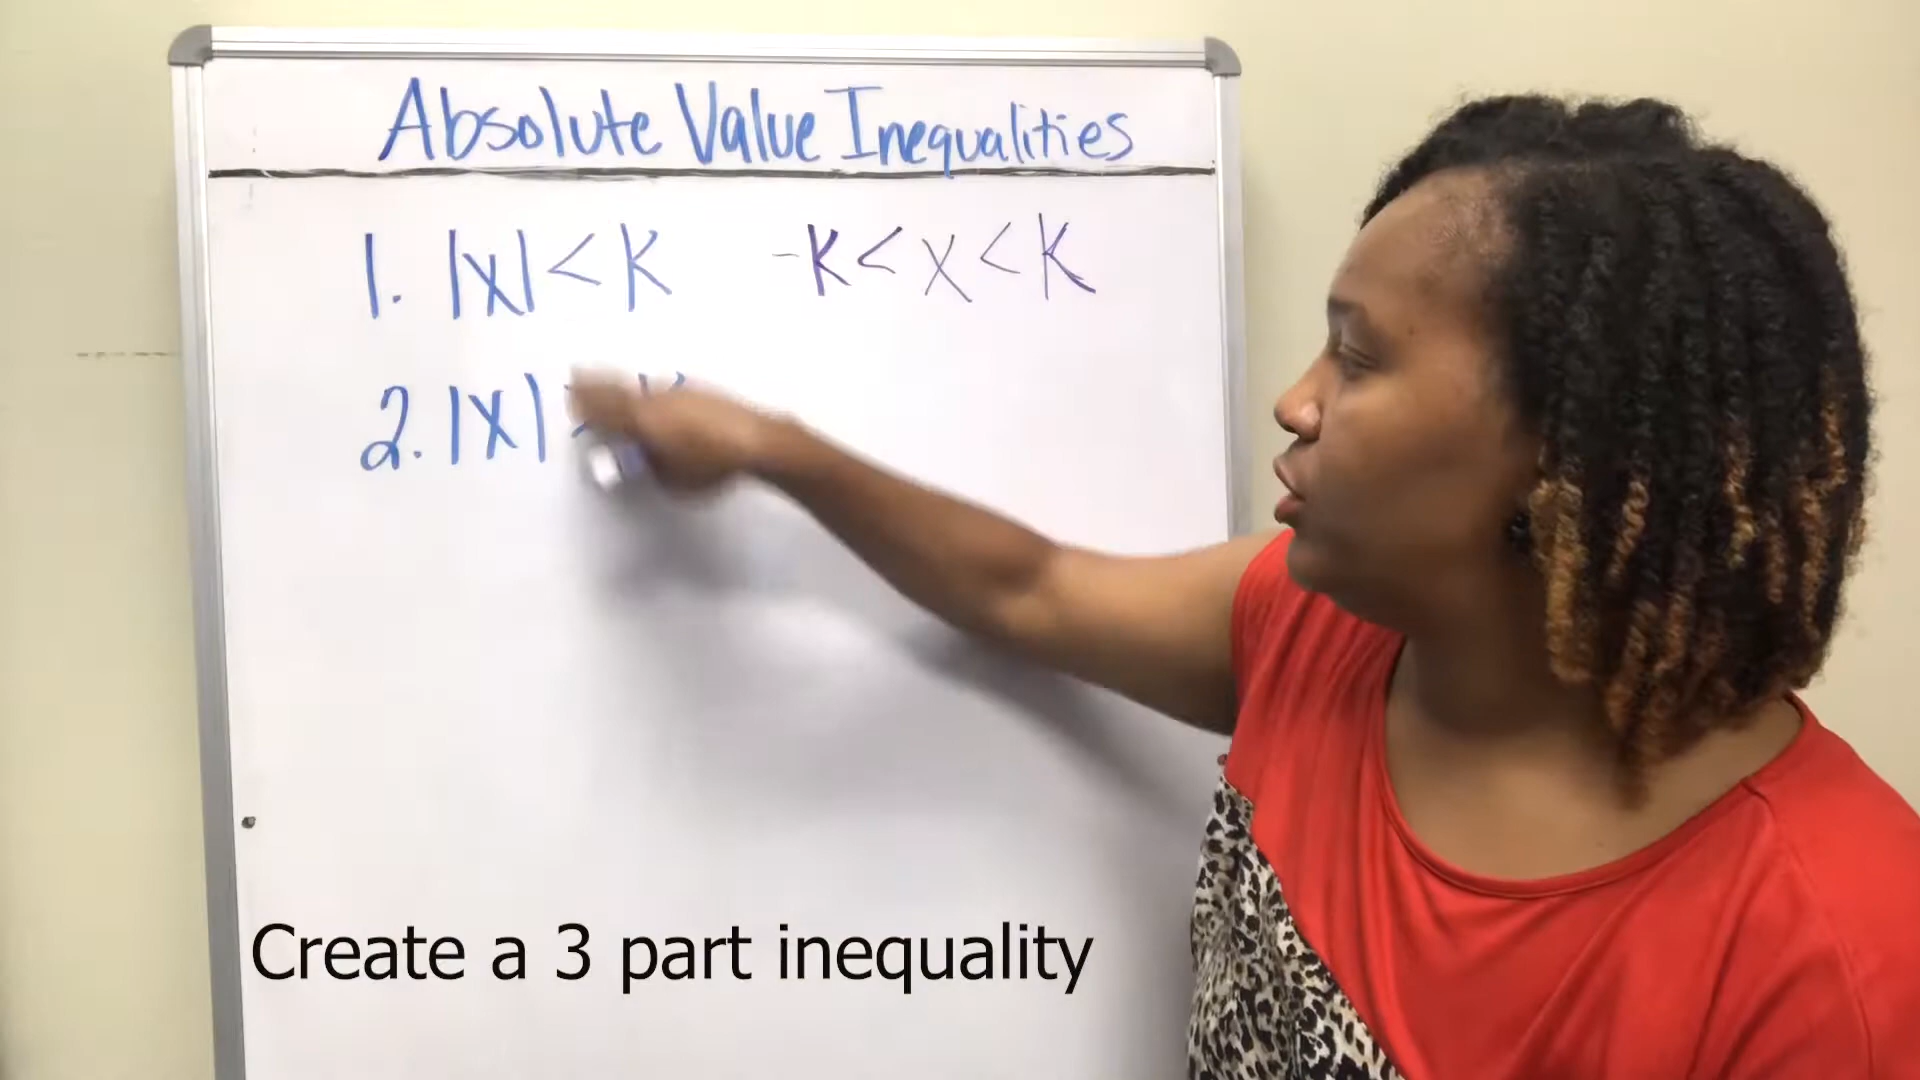 Absolute Value Inequalities
1. |x| < K -K < x < K
2. |x|
Create a 3 part inequality